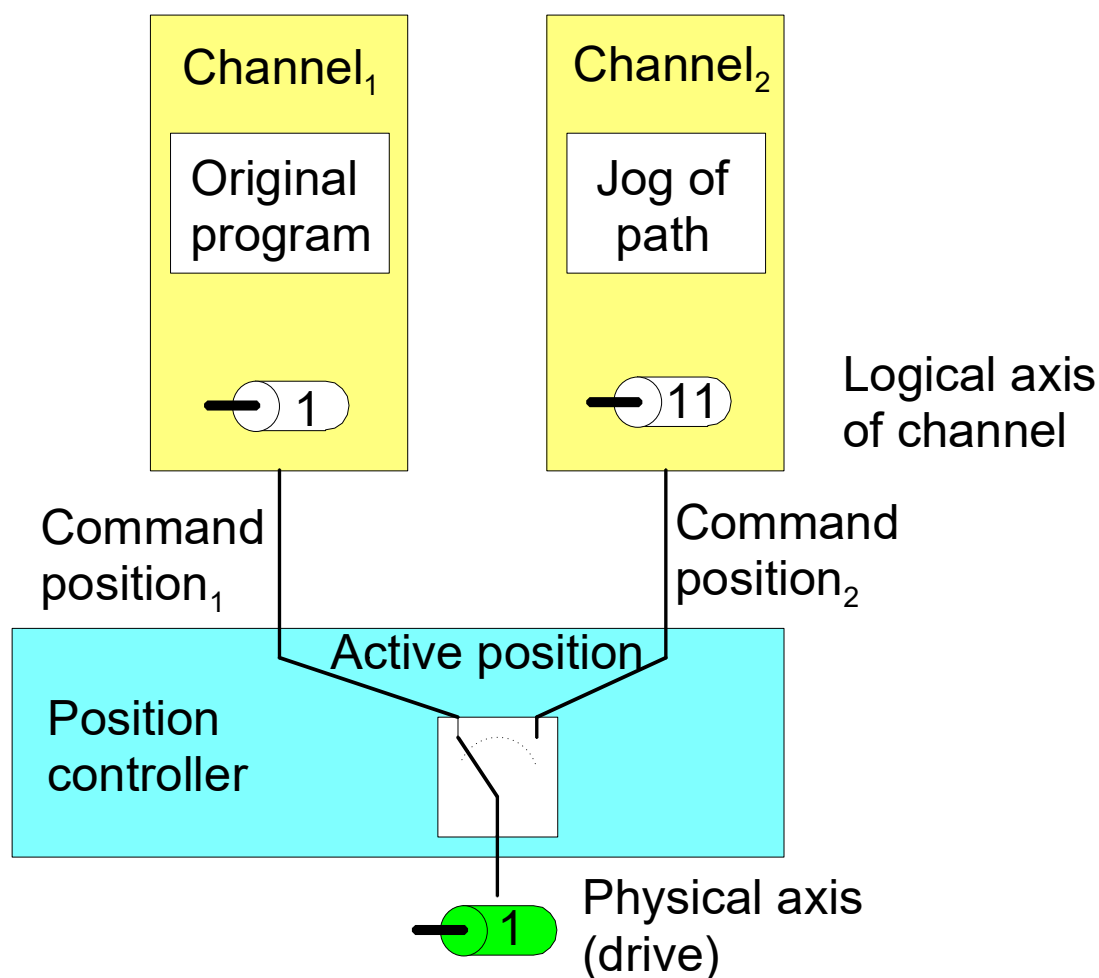 Channel₁
Original
program
1
Channel₂
Jog of
path
11
Logical axis
of channel
Command
position₁
Command
position₂
Active position
Position
controller
1
Physical axis
(drive)